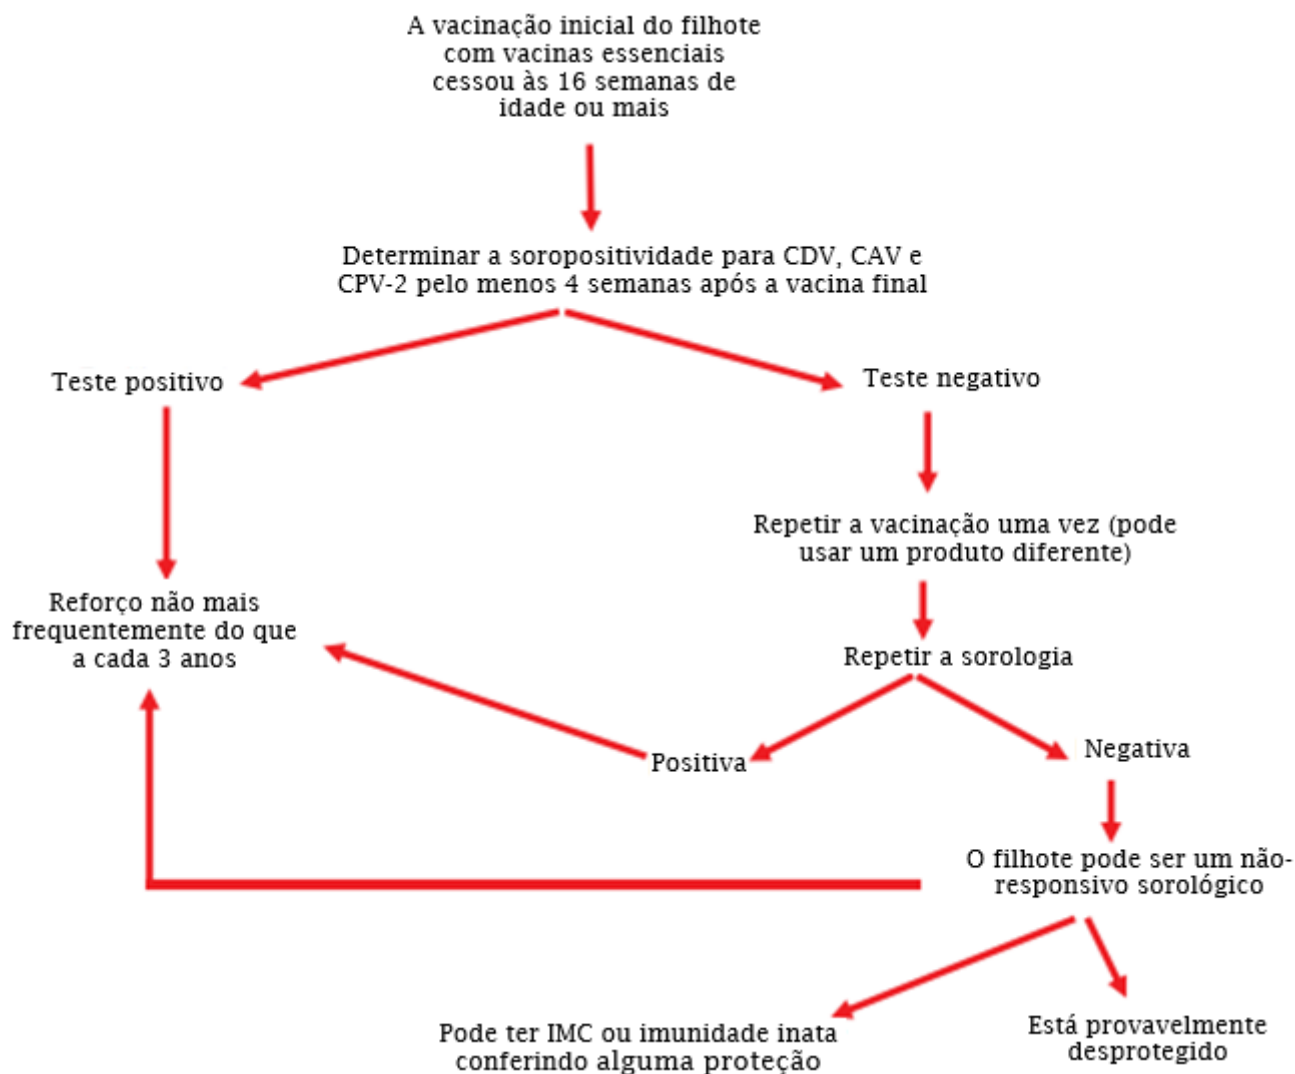 A vacinação inicial do filhote
com vacinas essenciais
cessou às 16 semanas de
idade ou mais
Determinar a soropositividade para CDV, CAV e
CPV-2 pelo menos 4 semanas após a vacina final
Teste positivo
Teste negativo
Repetir a vacinação uma vez (pode
usar um produto diferente)
Reforço não mais
frequentemente do que
a cada 3 anos
Repetir a sorologia
Positiva
Negativa
O filhote pode ser um não-
responsivo sorológico
Pode ter IMC ou imunidade inata
conferindo alguma proteção
Está provavelmente
desprotegido